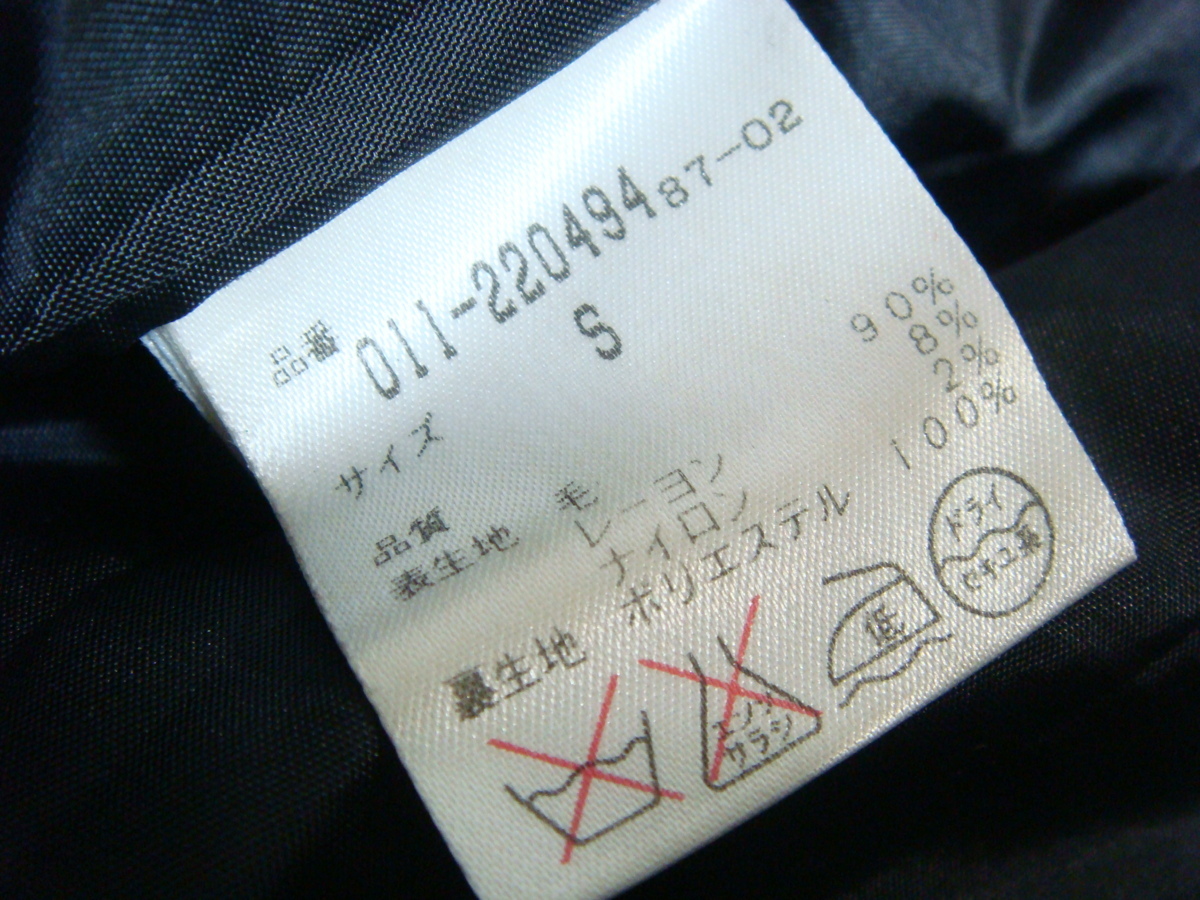 品番 011-220494 87-02
サイズ S
品質
表生地 毛 90%
レーヨン 8%
ナイロン 2%
裏生地 ポリエステル 100%
エンソ
サラシ
低
ドライ
セキユ系